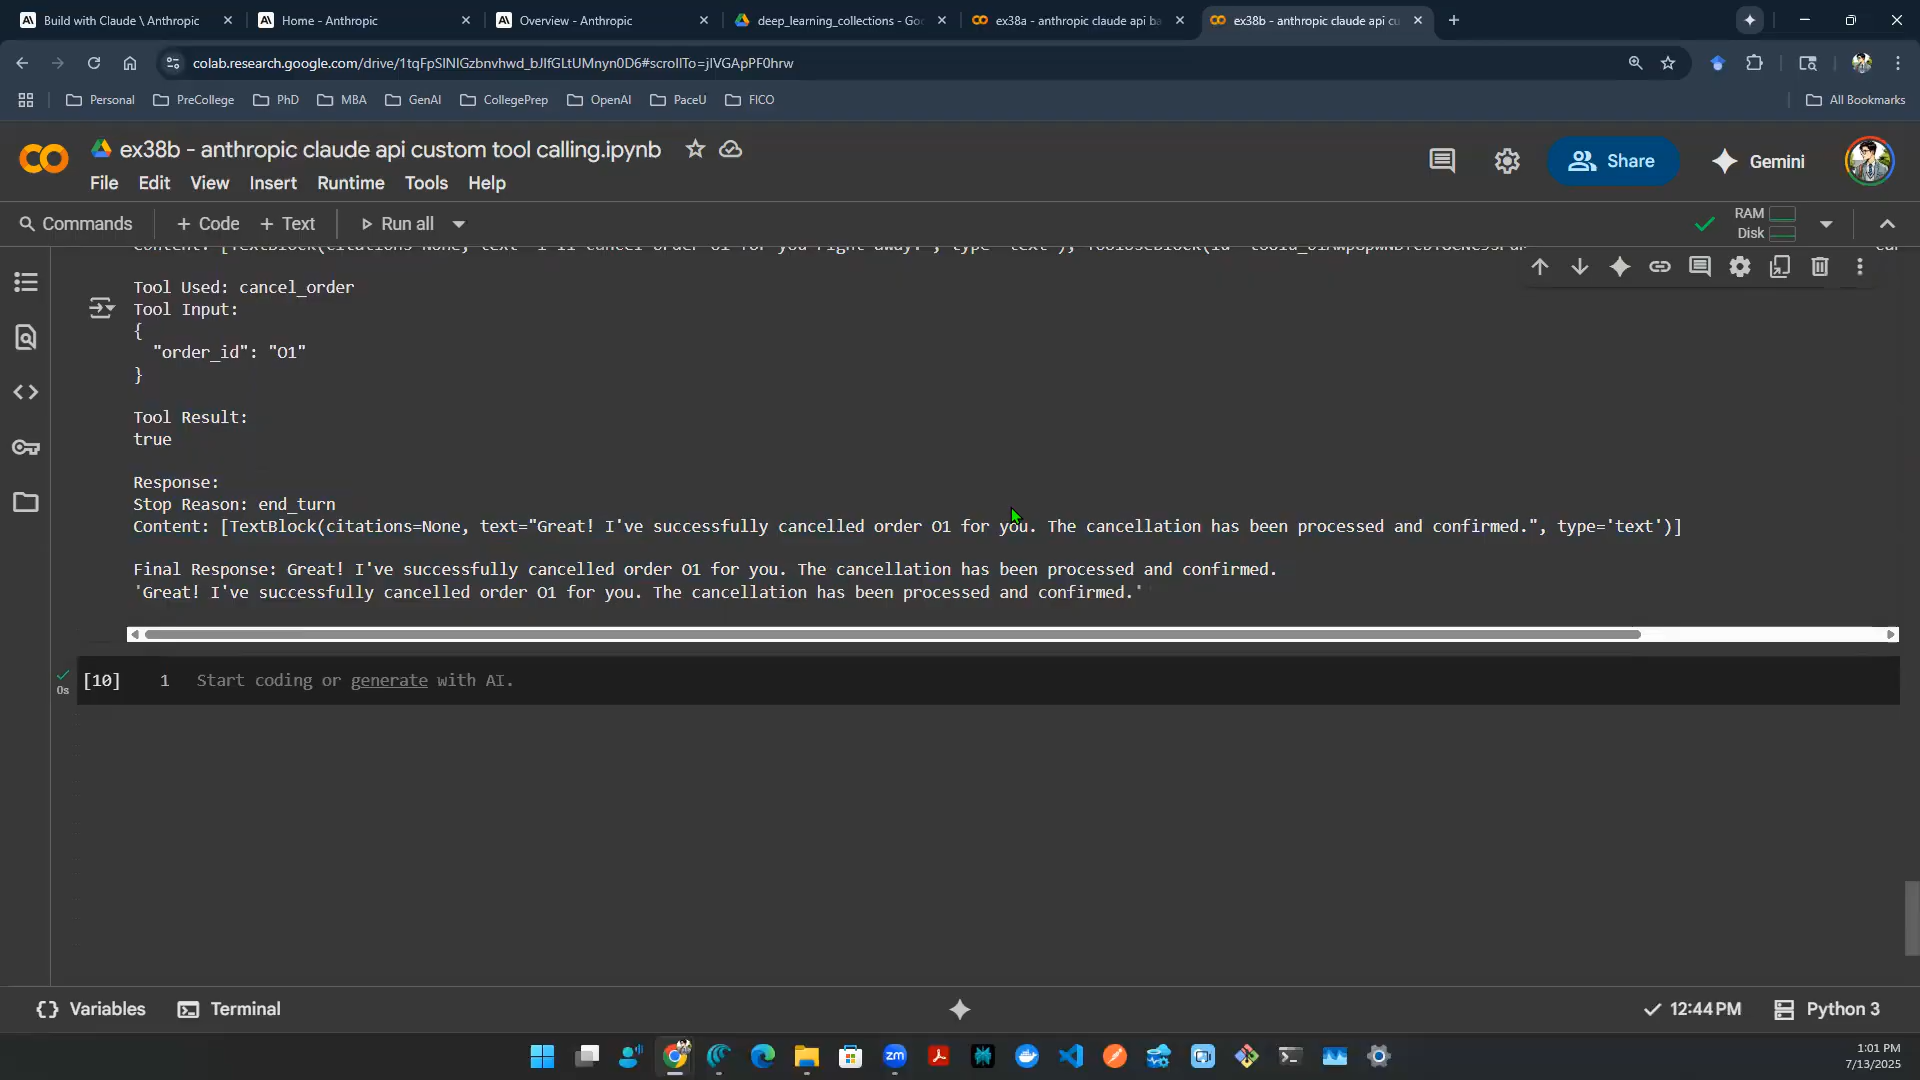 Build with Claude \ Anthropic
Home - Anthropic
Overview - Anthropic
deep_learning_collections - Goo
ex38a - anthropic claude api ba
ex38b - anthropic claude api cu
colab.research.google.com/drive/1tqFpSlNlGzbnvhwd_bJlfGLtUMnyn0D6#scrollTo=jlVGApPF0hrw
Personal
PreCollege
PhD
MBA
GenAI
CollegePrep
OpenAI
PaceU
FICO
All Bookmarks
ex38b - anthropic claude api custom tool calling.ipynb
File Edit View Insert Runtime Tools Help
Share
Gemini
Commands + Code + Text Run all
RAM
Disk
Tool Used: cancel_order
Tool Input:
{
"order_id": "O1"
}
Tool Result:
true
Response:
Stop Reason: end_turn
Content: [TextBlock(citations=None, text="Great! I've successfully cancelled order O1 for you. The cancellation has been processed and confirmed.", type='text')]
Final Response: Great! I've successfully cancelled order O1 for you. The cancellation has been processed and confirmed.
'Great! I've successfully cancelled order O1 for you. The cancellation has been processed and confirmed.'
[10] 1 Start coding or generate with AI.
0s
Variables
Terminal
12:44 PM
Python 3
1:01 PM
7/13/2025